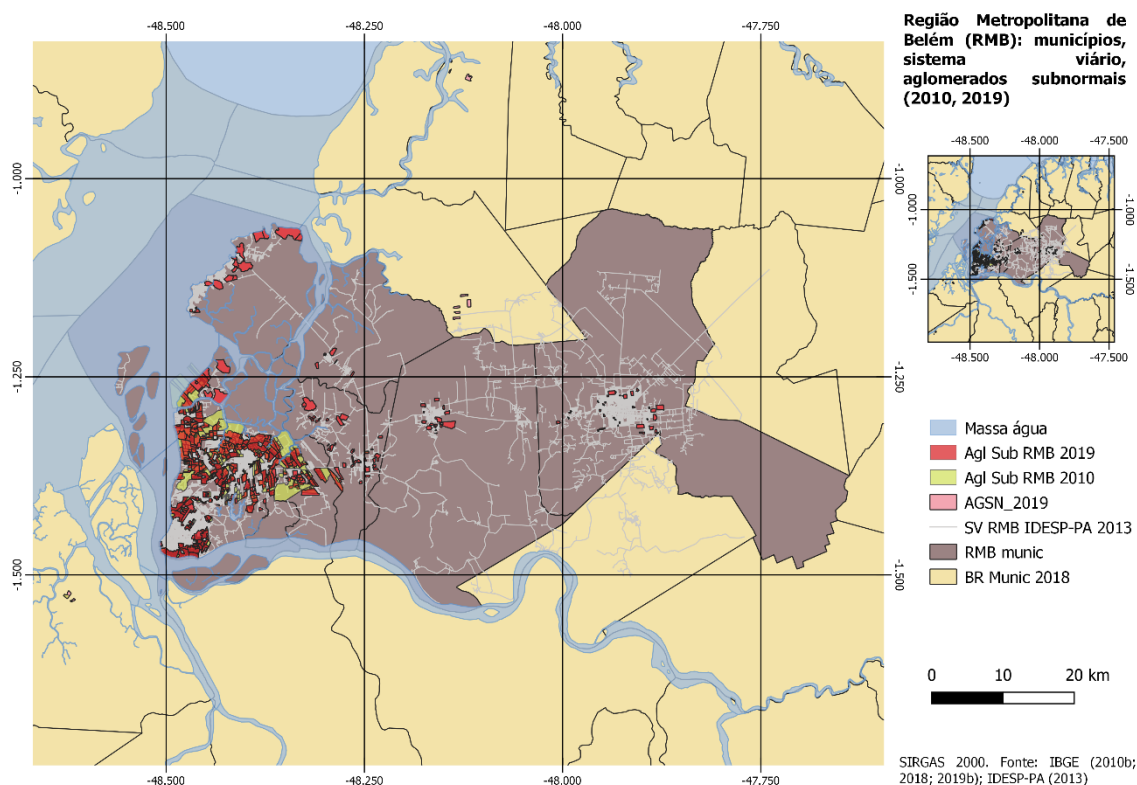 -48.500 -48.250 -48.000 -47.750
-1.000
-1.250
-1.500
-1.000
-1.250
-1.500
-48.500 -48.250 -48.000 -47.750
Região Metropolitana de
Belém (RMB): municípios,
sistema viário,
aglomerados subnormais
(2010, 2019)
-48.500 -48.000 -47.500
-1.000
-1.500
-1.000
-1.500
-48.500 -48.000 -47.500
Massa água
Agl Sub RMB 2019
Agl Sub RMB 2010
AGSN_2019
SV RMB IDESP-PA 2013
RMB munic
BR Munic 2018
0 10 20 km
SIRGAS 2000. Fonte: IBGE (2010b;
2018; 2019b); IDESP-PA (2013)